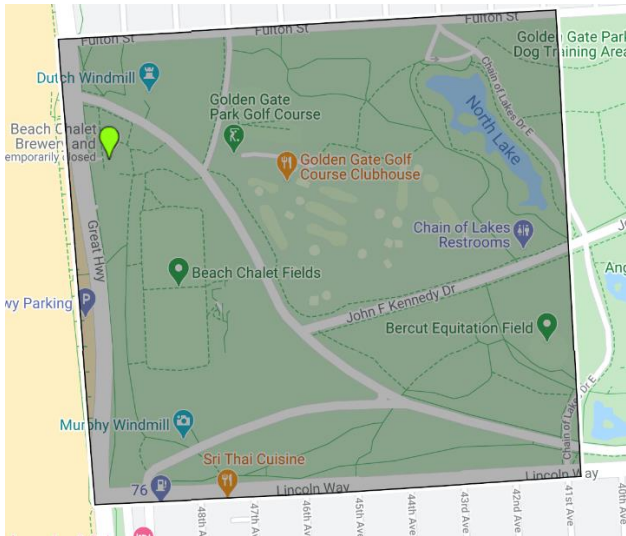 Fulton St
Fulton St
Golden Gate Park
Dog Training Area
Dutch Windmill
Chain of Lakes Dr E
Golden Gate
Park Golf Course
North Lake
Beach Chalet
Brewery and
emporarily closed
Golden Gate Golf
Course Clubhouse
Great Hwy
Chain of Lakes
Restrooms
Beach Chalet Fields
Ang
wy Parking
P
John F Kennedy Dr
Bercut Equitation Field
Murphy Windmill
Chain of Lakes Dr E
Sri Thai Cuisine
Lincoln Way
76
Lincoln Way
48th Ave
47th Ave
46th Ave
45th Ave
44th Ave
43rd Ave
42nd Ave
41st Ave
40th Ave